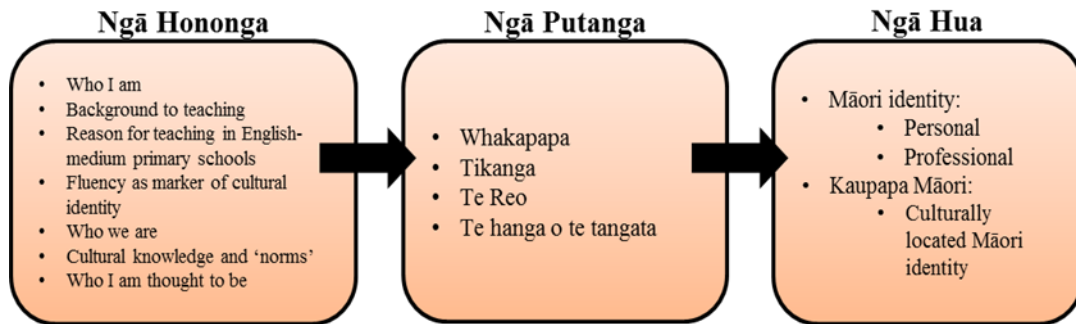 Ngā Hononga
• Who I am
• Background to teaching
• Reason for teaching in English-
medium primary schools
• Fluency as marker of cultural
identity
• Who we are
• Cultural knowledge and ‘norms’
• Who I am thought to be
Ngā Putanga
• Whakapapa
• Tikanga
• Te Reo
• Te hanga o te tangata
Ngā Hua
• Māori identity:
• Personal
• Professional
• Kaupapa Māori:
• Culturally
located Māori
identity